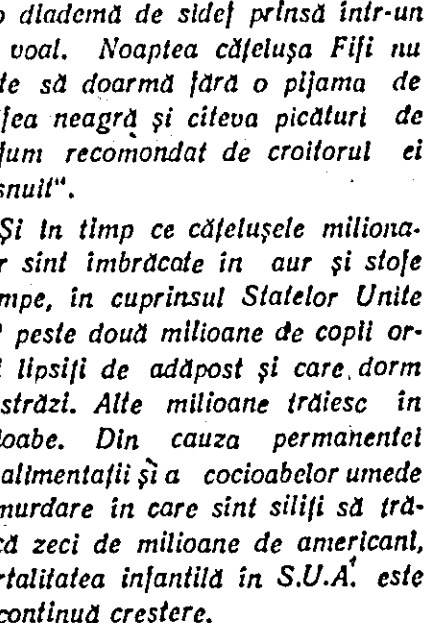 o diademă de sidef prinsă într-un
voal. Noaptea cățelușa Fifi nu
te să doarmă fără o pijama de
fea neagră și cîteva picături de
fum recomandat de croitorul ei
snuit".
Și în timp ce cățelușele miliona-
r sînt îmbrăcate în aur și stofe
mpe, în cuprinsul Statelor Unite
peste două milioane de copii or-
i lipsiți de adăpost și care dorm
străzi. Alte milioane trăiesc în
ioabe. Din cauza permanentei
alimentații și a cocioabelor umede
murdare în care sînt siliți să tră-
că zeci de milioane de americani,
rtalitatea infantilă în S.U.A. este
continuă creștere.